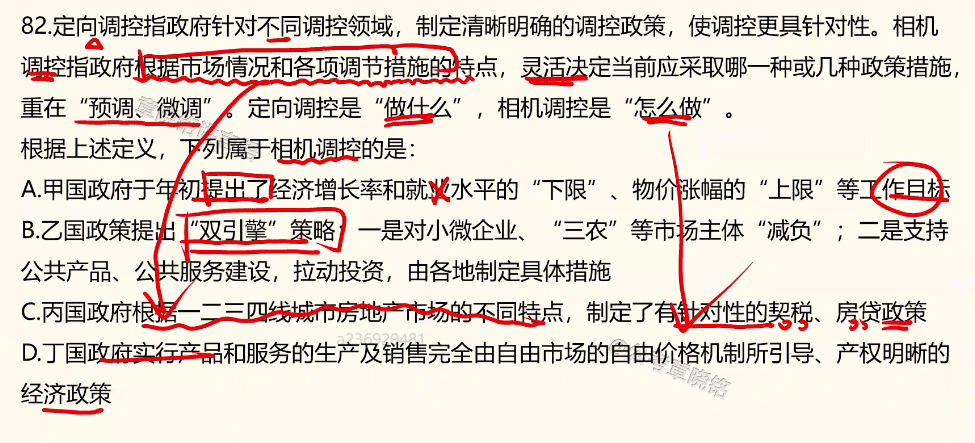 82.定向调控指政府针对不同调控领域，制定清晰明确的调控政策，使调控更具针对性。相机
调控指政府根据市场情况和各项调节措施的特点，灵活决定当前应采取哪一种或几种政策措施，
重在“预调、微调”。定向调控是“做什么”，相机调控是“怎么做”。
根据上述定义，下列属于相机调控的是：
A.甲国政府于年初提出了经济增长率和就业水平的“下限”、物价涨幅的“上限”等工作目标
B.乙国政策提出“双引擎”策略：一是对小微企业、“三农”等市场主体“减负”；二是支持
公共产品、公共服务建设，拉动投资，由各地制定具体措施
C.丙国政府根据一二三四线城市房地产市场的不同特点，制定了有针对性的契税、房贷政策
a236929481
D.丁国政府实行产品和服务的生产及销售完全由自由市场的自由价格机制所引导、产权明晰的
经济政策